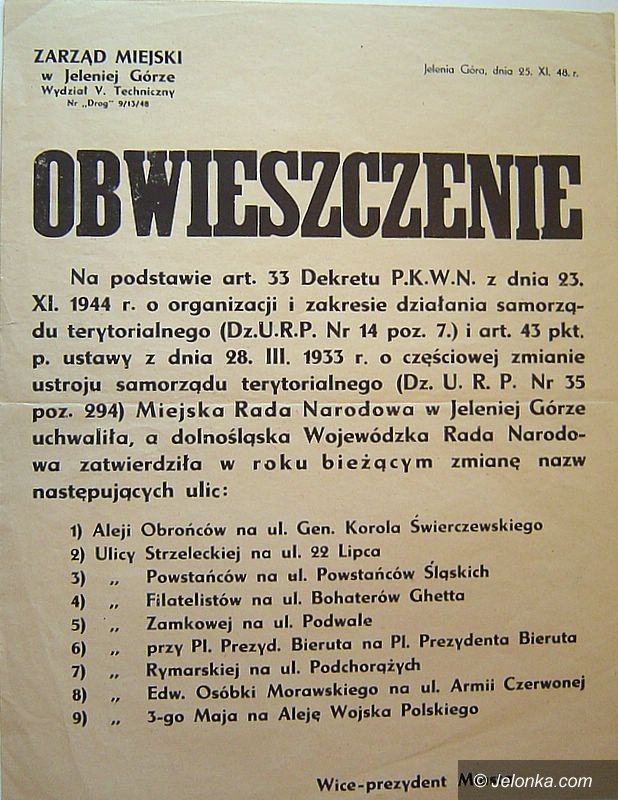 ZARZĄD MIEJSKI
w Jeleniej Górze
Wydział V. Techniczny
Nr „Drog" 9/13/48
Jelenia Góra, dnia 25. XI. 48. r.
OBWIESZCZENIE
Na podstawie art. 33 Dekretu P.K.W.N. z dnia 23.
XI. 1944 r. o organizacji i zakresie działania samorzą-
du terytorialnego (Dz.U.R.P. Nr 14 poz. 7.) i art. 43 pkt.
p. ustawy z dnia 28. III. 1933 r. o częściowej zmianie
ustroju samorządu terytorialnego (Dz. U. R. P. Nr 35
poz. 294) Miejska Rada Narodowa w Jeleniej Górze
uchwaliła, a dolnośląska Wojewódzka Rada Narodo-
wa zatwierdziła w roku bieżącym zmianę nazw
następujących ulic:
1) Aleji Obrońców na ul. Gen. Korola Świerczewskiego
2) Ulicy Strzeleckiej na ul. 22 Lipca
3) „ Powstańców na ul. Powstańców Śląskich
4) „ Filatelistów na ul. Bohaterów Ghetta
5) „ Zamkowej na ul. Podwale
6) „ przy Pl. Prezyd. Bieruta na Pl. Prezydenta Bieruta
7) „ Rymarskiej na ul. Podchorążych
8) „ Edw. Osóbki Morawskiego na ul. Armii Czerwonej
9) „ 3-go Maja na Aleję Wojska Polskiego
Wice-prezydent
© Jelonka.com